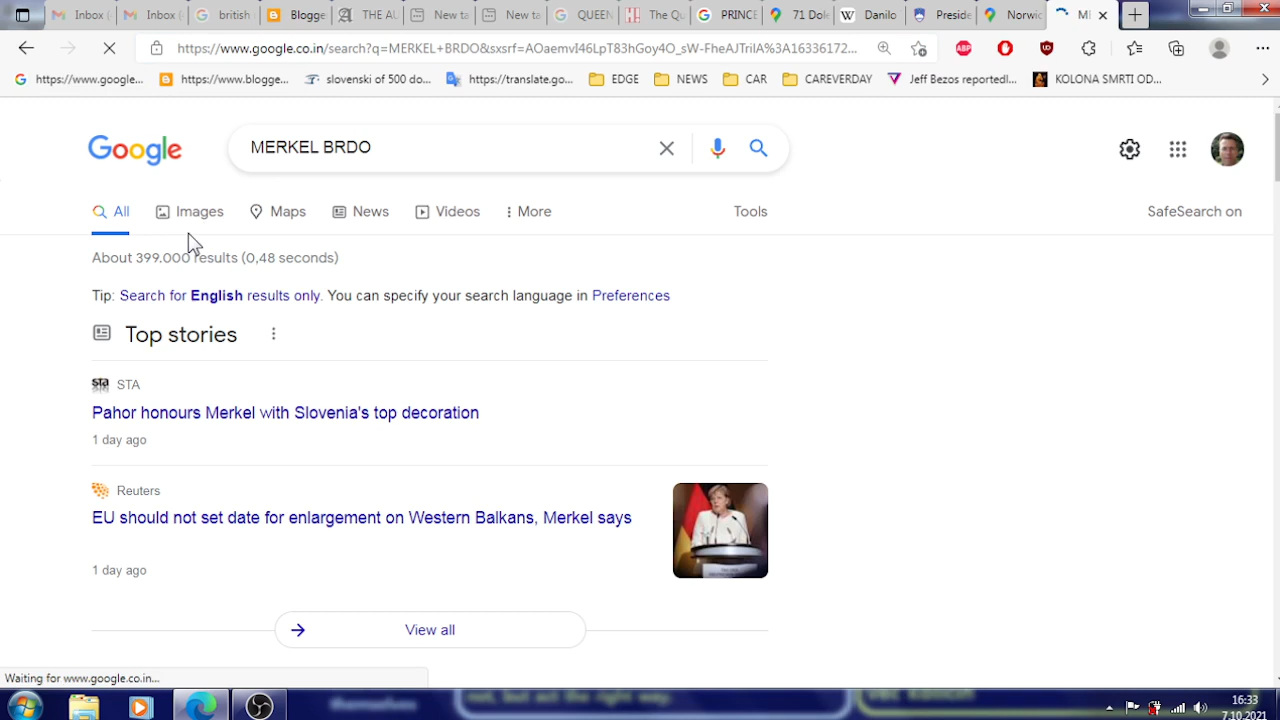 Inbox (
Inbox (
british
Blogge
THE AU
New ta
New ta
QUEEN
The Qu
PRINCE
71 Dol
Danilo
Preside
Norwic
https://www.google.co.in/search?q=MERKEL+BRDO&sxsrf=AOaemvI46LpT83hGoy4O_sW-FheAJTriIA%3A16336172...
ABP
https://www.google...
https://www.blogge...
slovenski of 500 do...
https://translate.go...
EDGE
NEWS
CAR
CAREVERDAY
Jeff Bezos reportedl...
KOLONA SMRTI OD...
Google
MERKEL BRDO
All
Images
Maps
News
Videos
More
Tools
SafeSearch on
About 399.000 results (0,48 seconds)
Tip: Search for English results only. You can specify your search language in Preferences
Top stories
sta STA
Pahor honours Merkel with Slovenia's top decoration
1 day ago
Reuters
EU should not set date for enlargement on Western Balkans, Merkel says
1 day ago
View all
Waiting for www.google.co.in...
themselves
16:33
7.10.2021